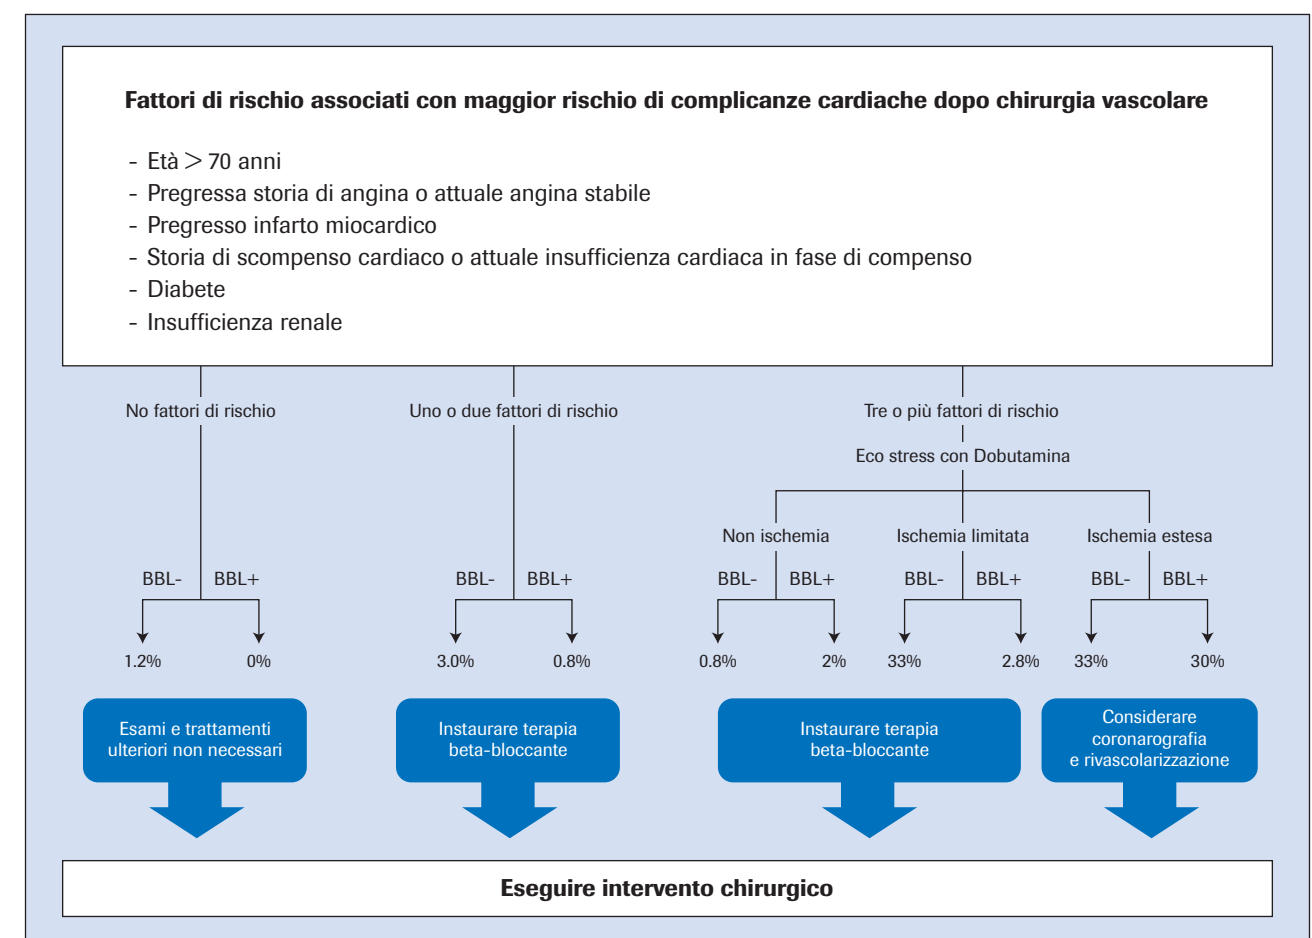 Fattori di rischio associati con maggior rischio di complicanze cardiache dopo chirurgia vascolare
- Età > 70 anni
- Pregressa storia di angina o attuale angina stabile
- Pregresso infarto miocardico
- Storia di scompenso cardiaco o attuale insufficienza cardiaca in fase di compenso
- Diabete
- Insufficienza renale
No fattori di rischio
Uno o due fattori di rischio
Tre o più fattori di rischio
Eco stress con Dobutamina
Non ischemia
Ischemia limitata
Ischemia estesa
BBL- BBL+
BBL- BBL+
BBL- BBL+
BBL- BBL+
BBL- BBL+
1.2% 0%
3.0% 0.8%
0.8% 2%
33% 2.8%
33% 30%
Esami e trattamenti
ulteriori non necessari
Instaurare terapia
beta-bloccante
Instaurare terapia
beta-bloccante
Considerare
coronarografia
e rivascolarizzazione
Eseguire intervento chirurgico